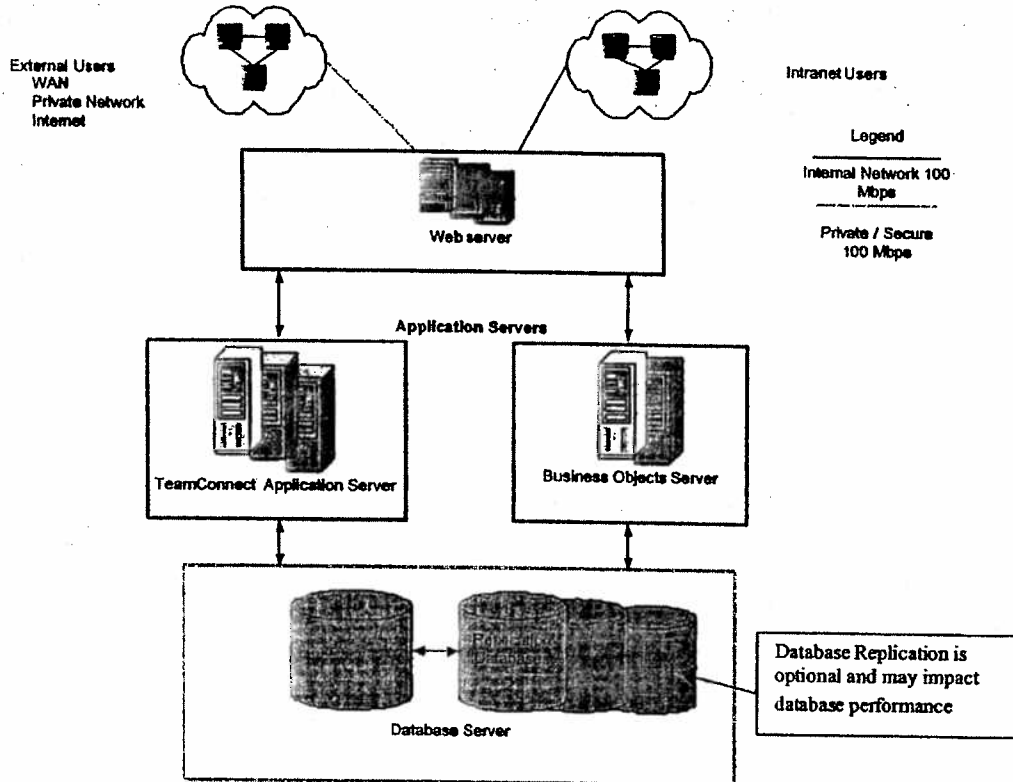 External Users
WAN
Private Network
Internet
Intranet Users
Legend
Internal Network 100
Mbps
Private / Secure
100 Mbps
Web server
Application Servers
TeamConnect Application Server
Business Objects Server
Replication
Database
Database Server
Database Replication is
optional and may impact
database performance